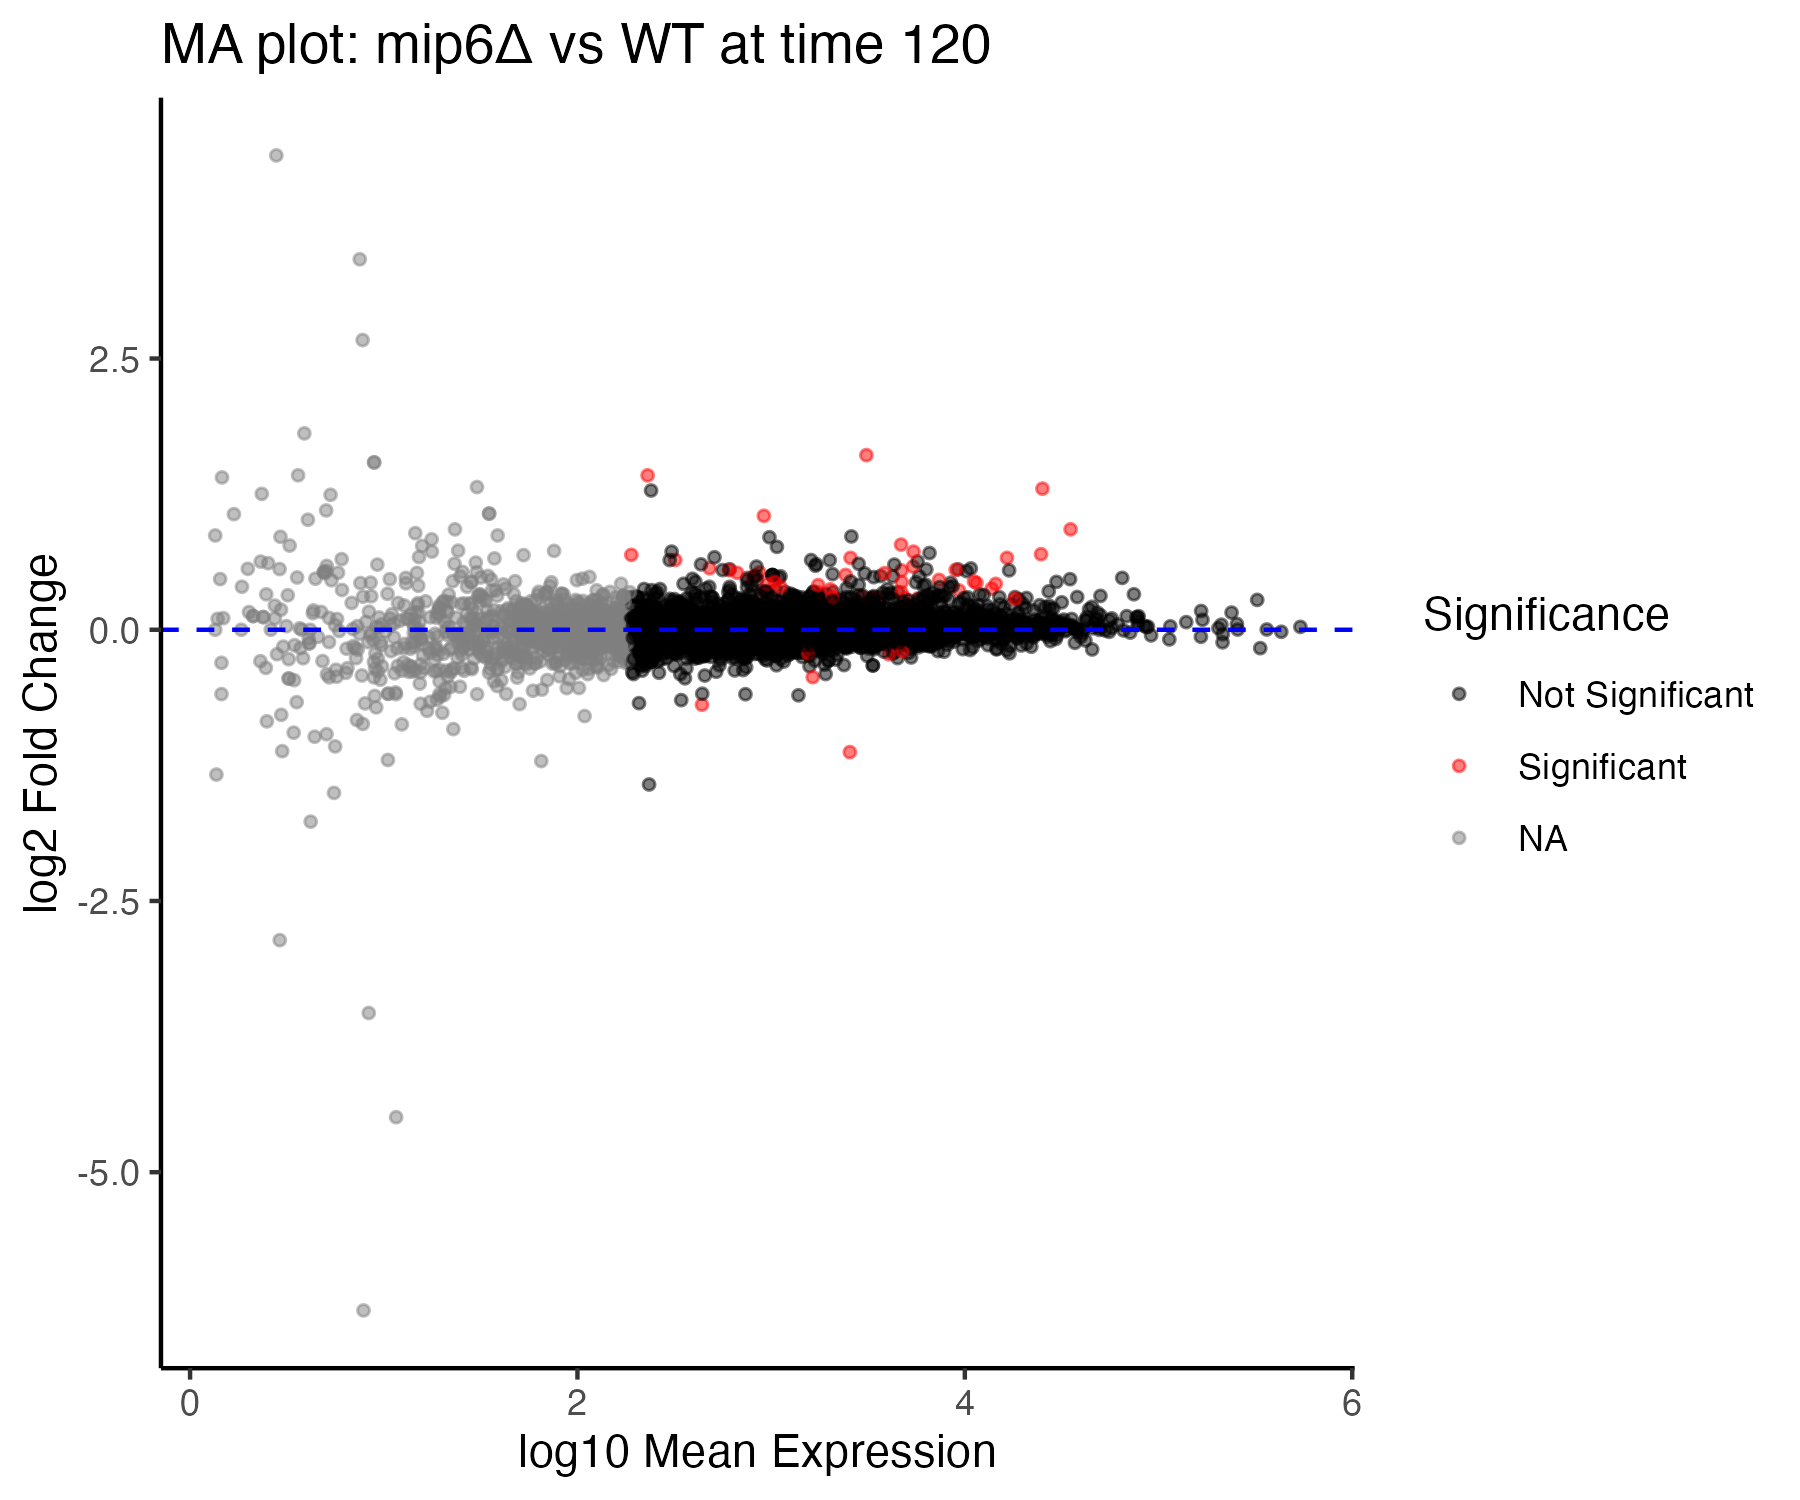 MA plot: mip6Δ vs WT at time 120
log2 Fold Change
2.5
0.0
-2.5
-5.0
0
2
4
6
log10 Mean Expression
Significance
Not Significant
Significant
NA